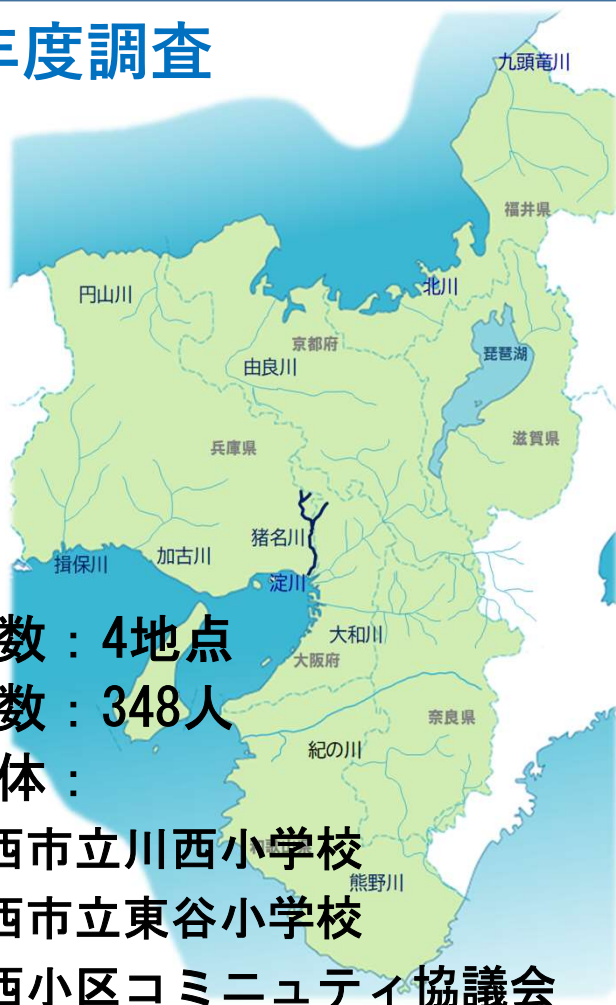 年度調査
九頭竜川
福井県
円山川
北川
京都府
由良川
琵琶湖
兵庫県
滋賀県
猪名川
加古川
揖保川
淀川
数：4地点
大和川
大阪府
数：348人
奈良県
紀の川
体：
西市立川西小学校
和歌山県
熊野川
西市立東谷小学校
西小区コミニュティ協議会